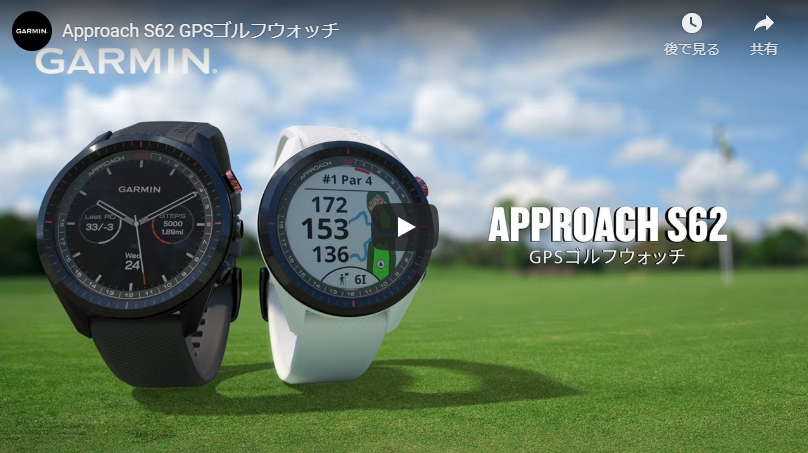 GARMIN.
Approach S62 GPSゴルフウォッチ
後で見る
共有
GARMIN.
APPROACH
GARMIN
Last RD
33/-3
STEPS
5000
1.89mi
Wed
24
APPROACH
#1 Par 4
172
153
136
6I
APPROACH S62
GPSゴルフウォッチ